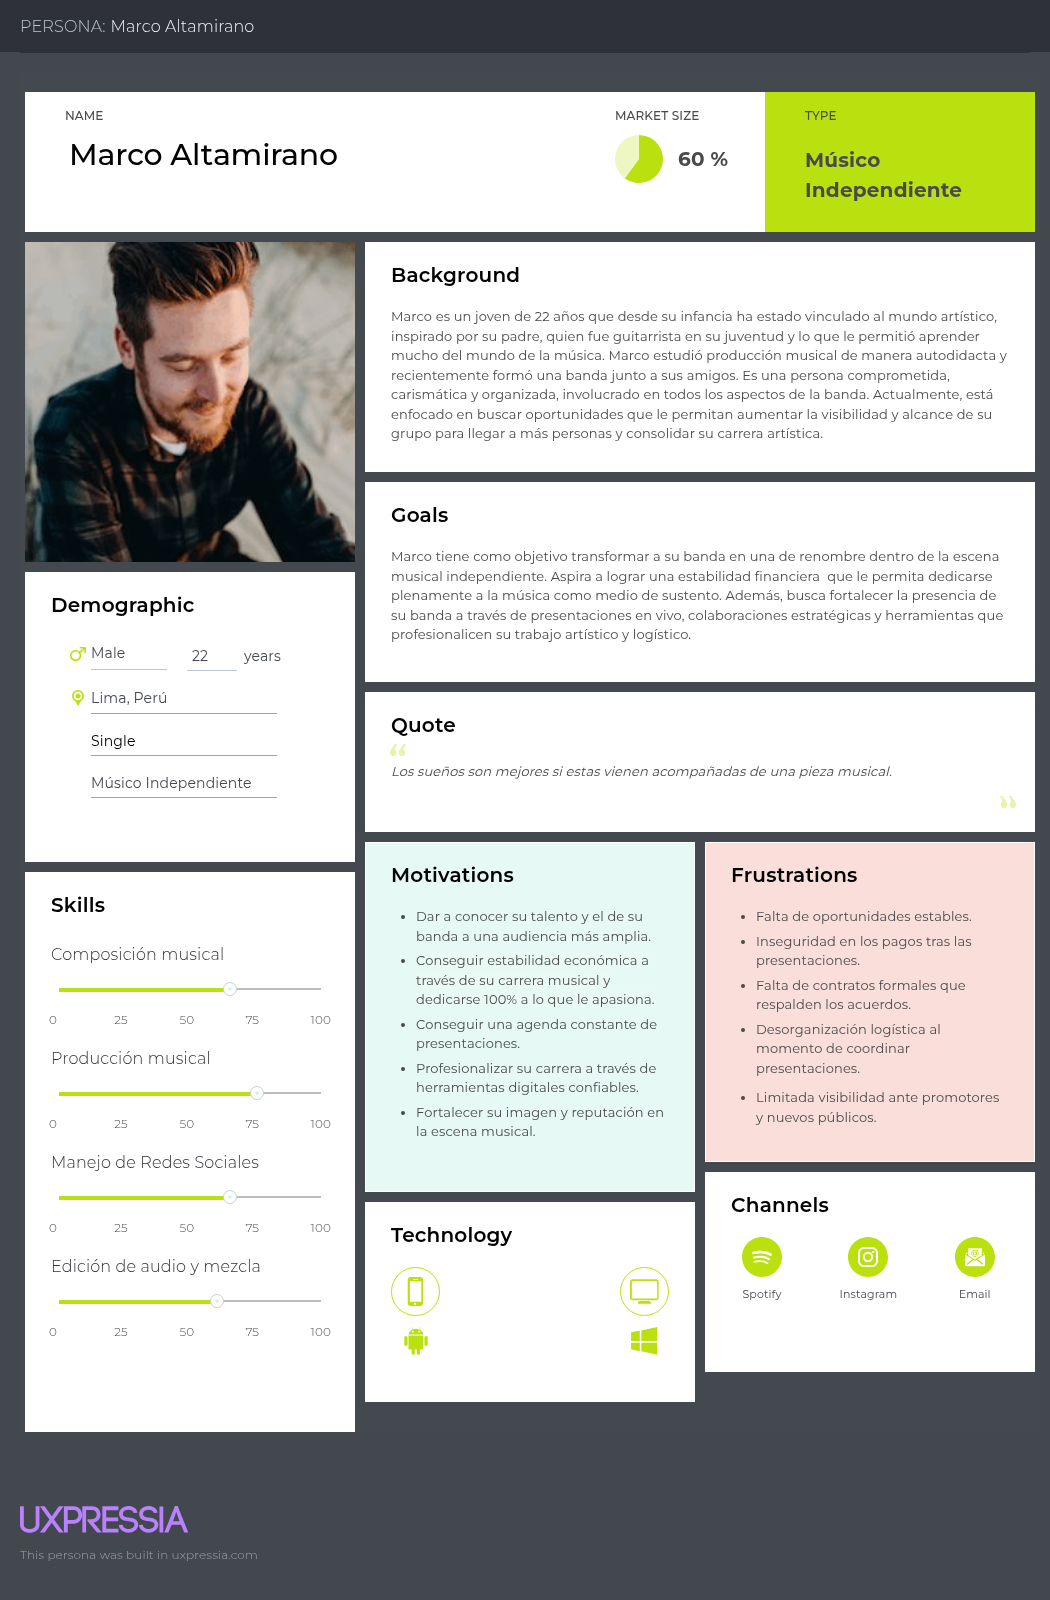 PERSONA: Marco Altamirano
NAME
Marco Altamirano
MARKET SIZE
60 %
TYPE
Músico
Independiente
Background
Marco es un joven de 22 años que desde su infancia ha estado vinculado al mundo artístico,
inspirado por su padre, quien fue guitarrista en su juventud y lo que le permitió aprender
mucho del mundo de la música. Marco estudió producción musical de manera autodidacta y
recientemente formó una banda junto a sus amigos. Es una persona comprometida,
carismática y organizada, involucrado en todos los aspectos de la banda. Actualmente, está
enfocado en buscar oportunidades que le permitan aumentar la visibilidad y alcance de su
grupo para llegar a más personas y consolidar su carrera artística.
Goals
Marco tiene como objetivo transformar a su banda en una de renombre dentro de la escena
musical independiente. Aspira a lograr una estabilidad financiera  que le permita dedicarse
plenamente a la música como medio de sustento. Además, busca fortalecer la presencia de
su banda a través de presentaciones en vivo, colaboraciones estratégicas y herramientas que
profesionalicen su trabajo artístico y logístico.
Demographic
Male 22 years
Lima, Perú
Single
Músico Independiente
Quote
“
Los sueños son mejores si estas vienen acompañadas de una pieza musical.
”
Skills
Composición musical
0 25 50 75 100
Producción musical
0 25 50 75 100
Manejo de Redes Sociales
0 25 50 75 100
Edición de audio y mezcla
0 25 50 75 100
Motivations
• Dar a conocer su talento y el de su
banda a una audiencia más amplia.
• Conseguir estabilidad económica a
través de su carrera musical y
dedicarse 100% a lo que le apasiona.
• Conseguir una agenda constante de
presentaciones.
• Profesionalizar su carrera a través de
herramientas digitales confiables.
• Fortalecer su imagen y reputación en
la escena musical.
Frustrations
• Falta de oportunidades estables.
• Inseguridad en los pagos tras las
presentaciones.
• Falta de contratos formales que
respalden los acuerdos.
• Desorganización logística al
momento de coordinar
presentaciones.
• Limitada visibilidad ante promotores
y nuevos públicos.
Technology
Channels
Spotify Instagram Email
UXPRESSIA
This persona was built in uxpressia.com